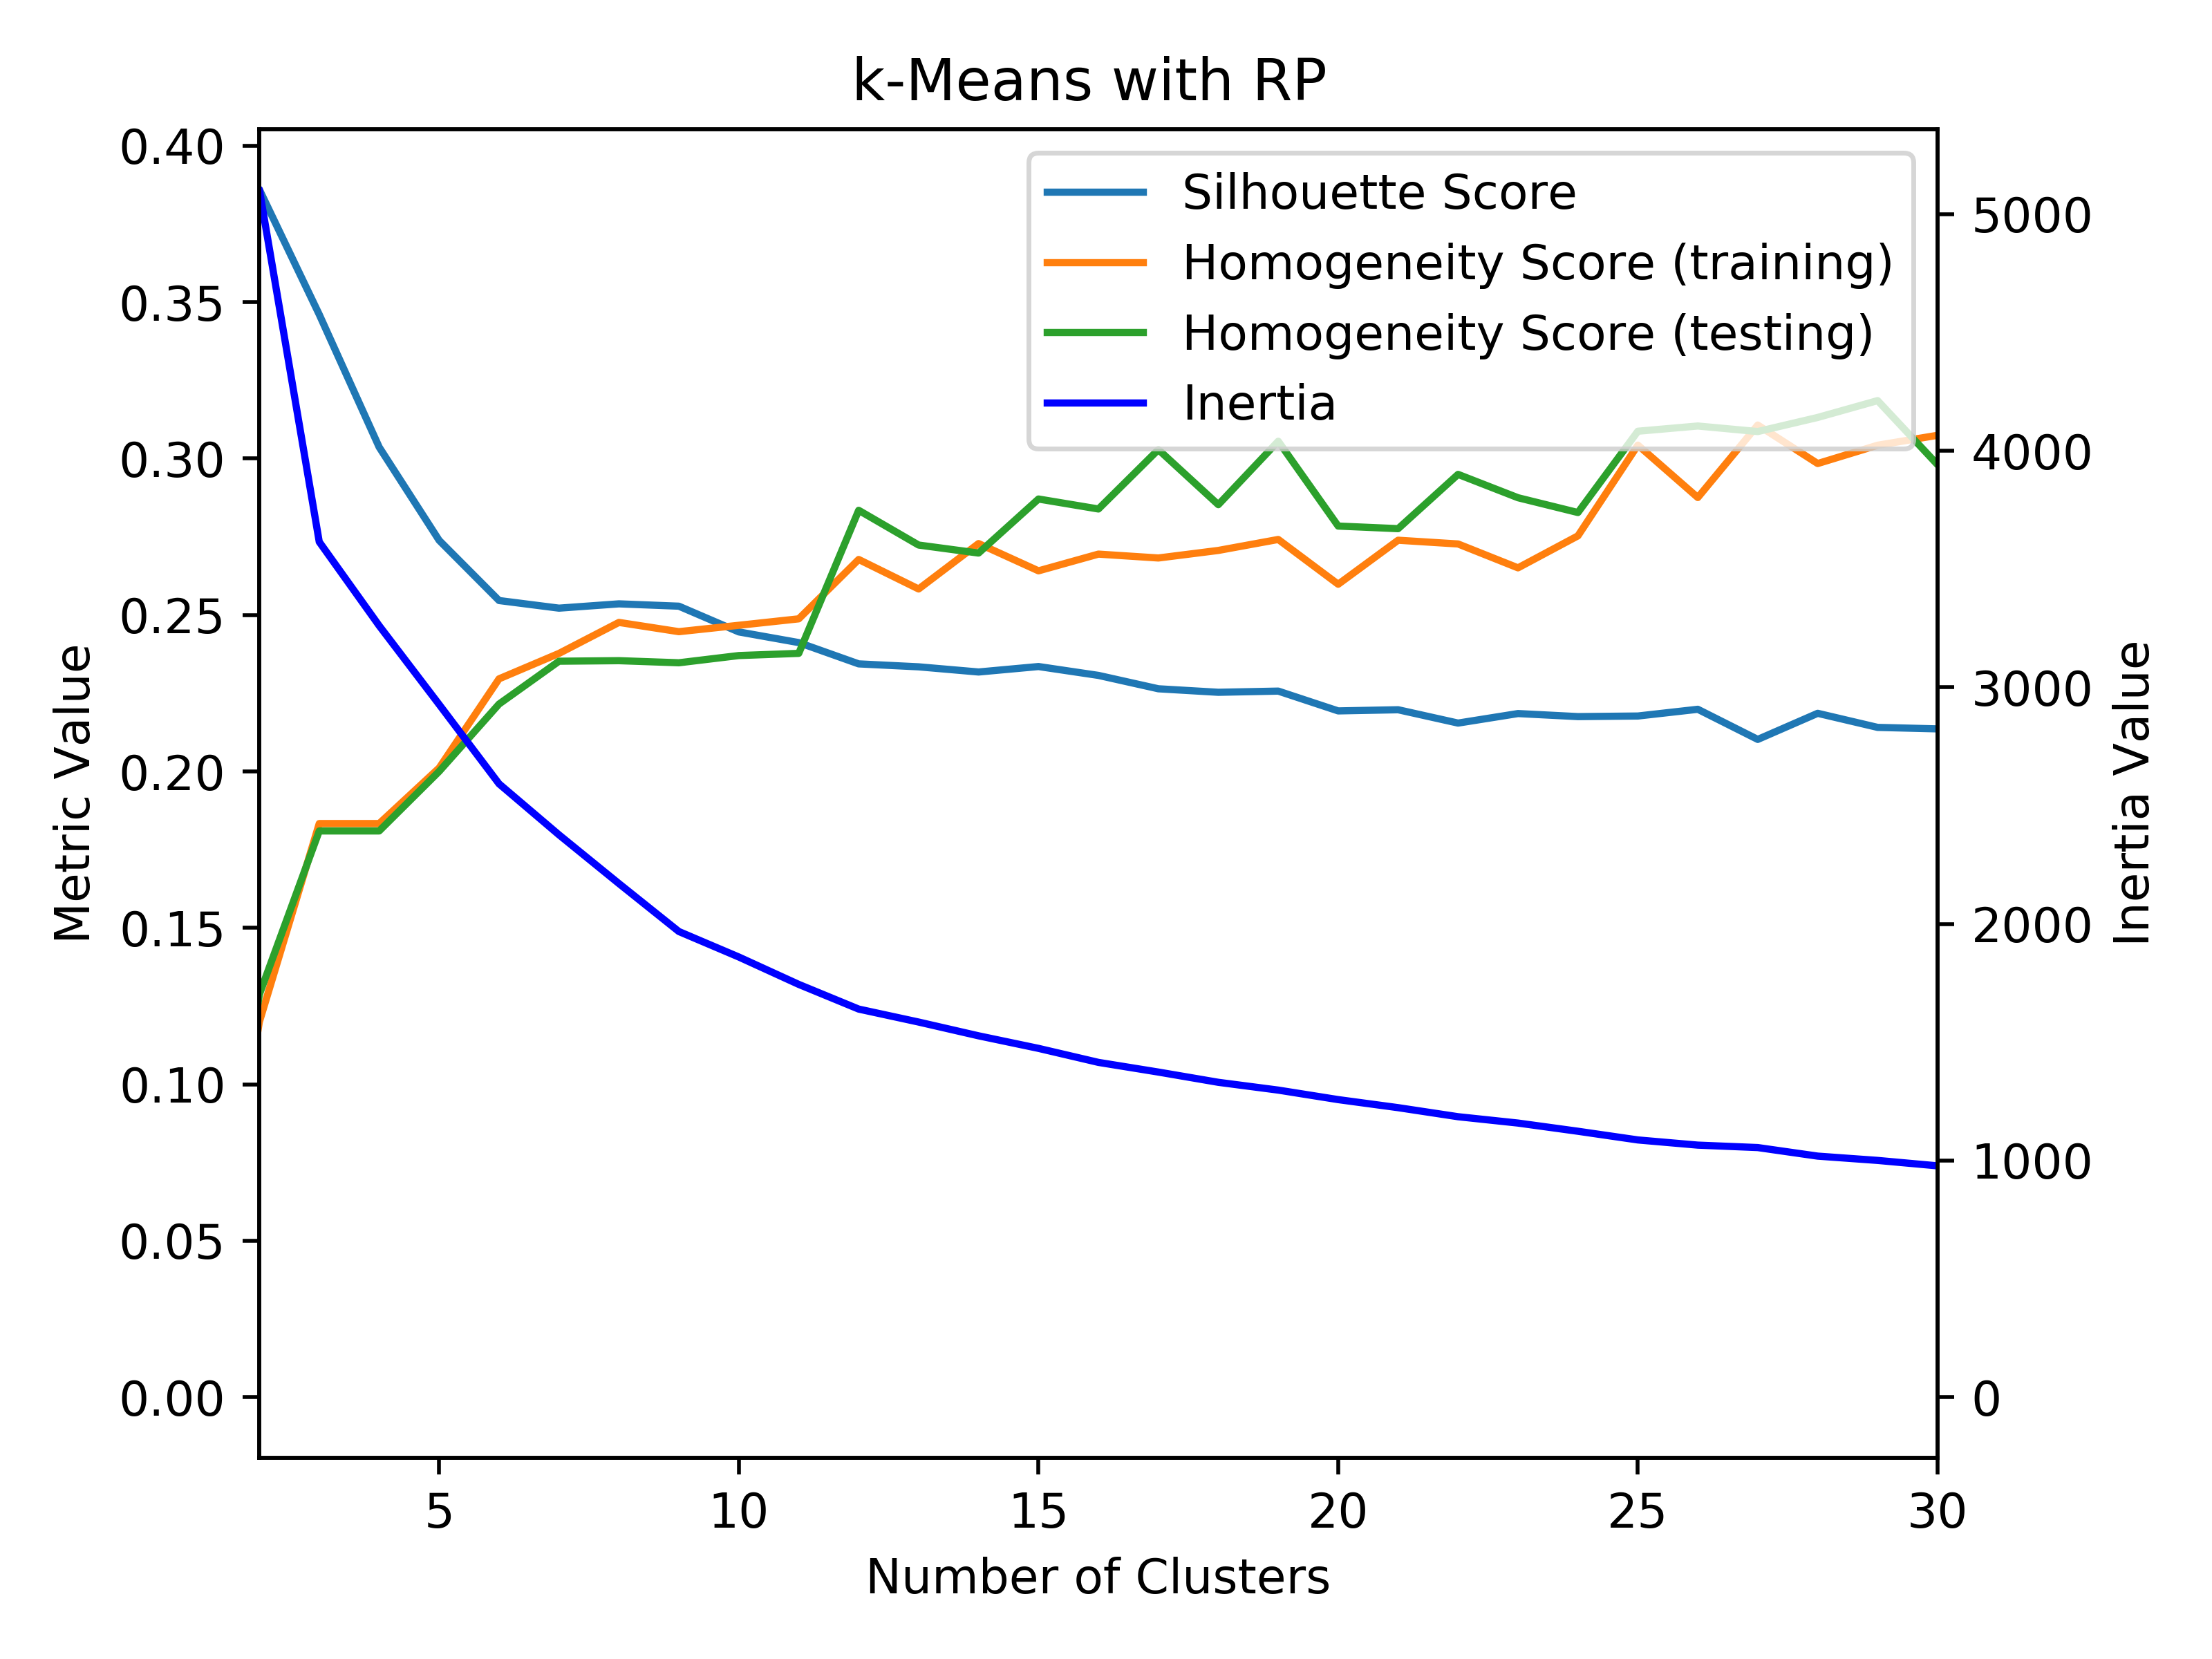 k-Means with RP
Silhouette Score
Homogeneity Score (training)
Homogeneity Score (testing)
Inertia
0.40
0.35
0.30
0.25
0.20
0.15
0.10
0.05
0.00
Metric Value
5000
4000
3000
2000
1000
0
Inertia Value
5 10 15 20 25 30
Number of Clusters